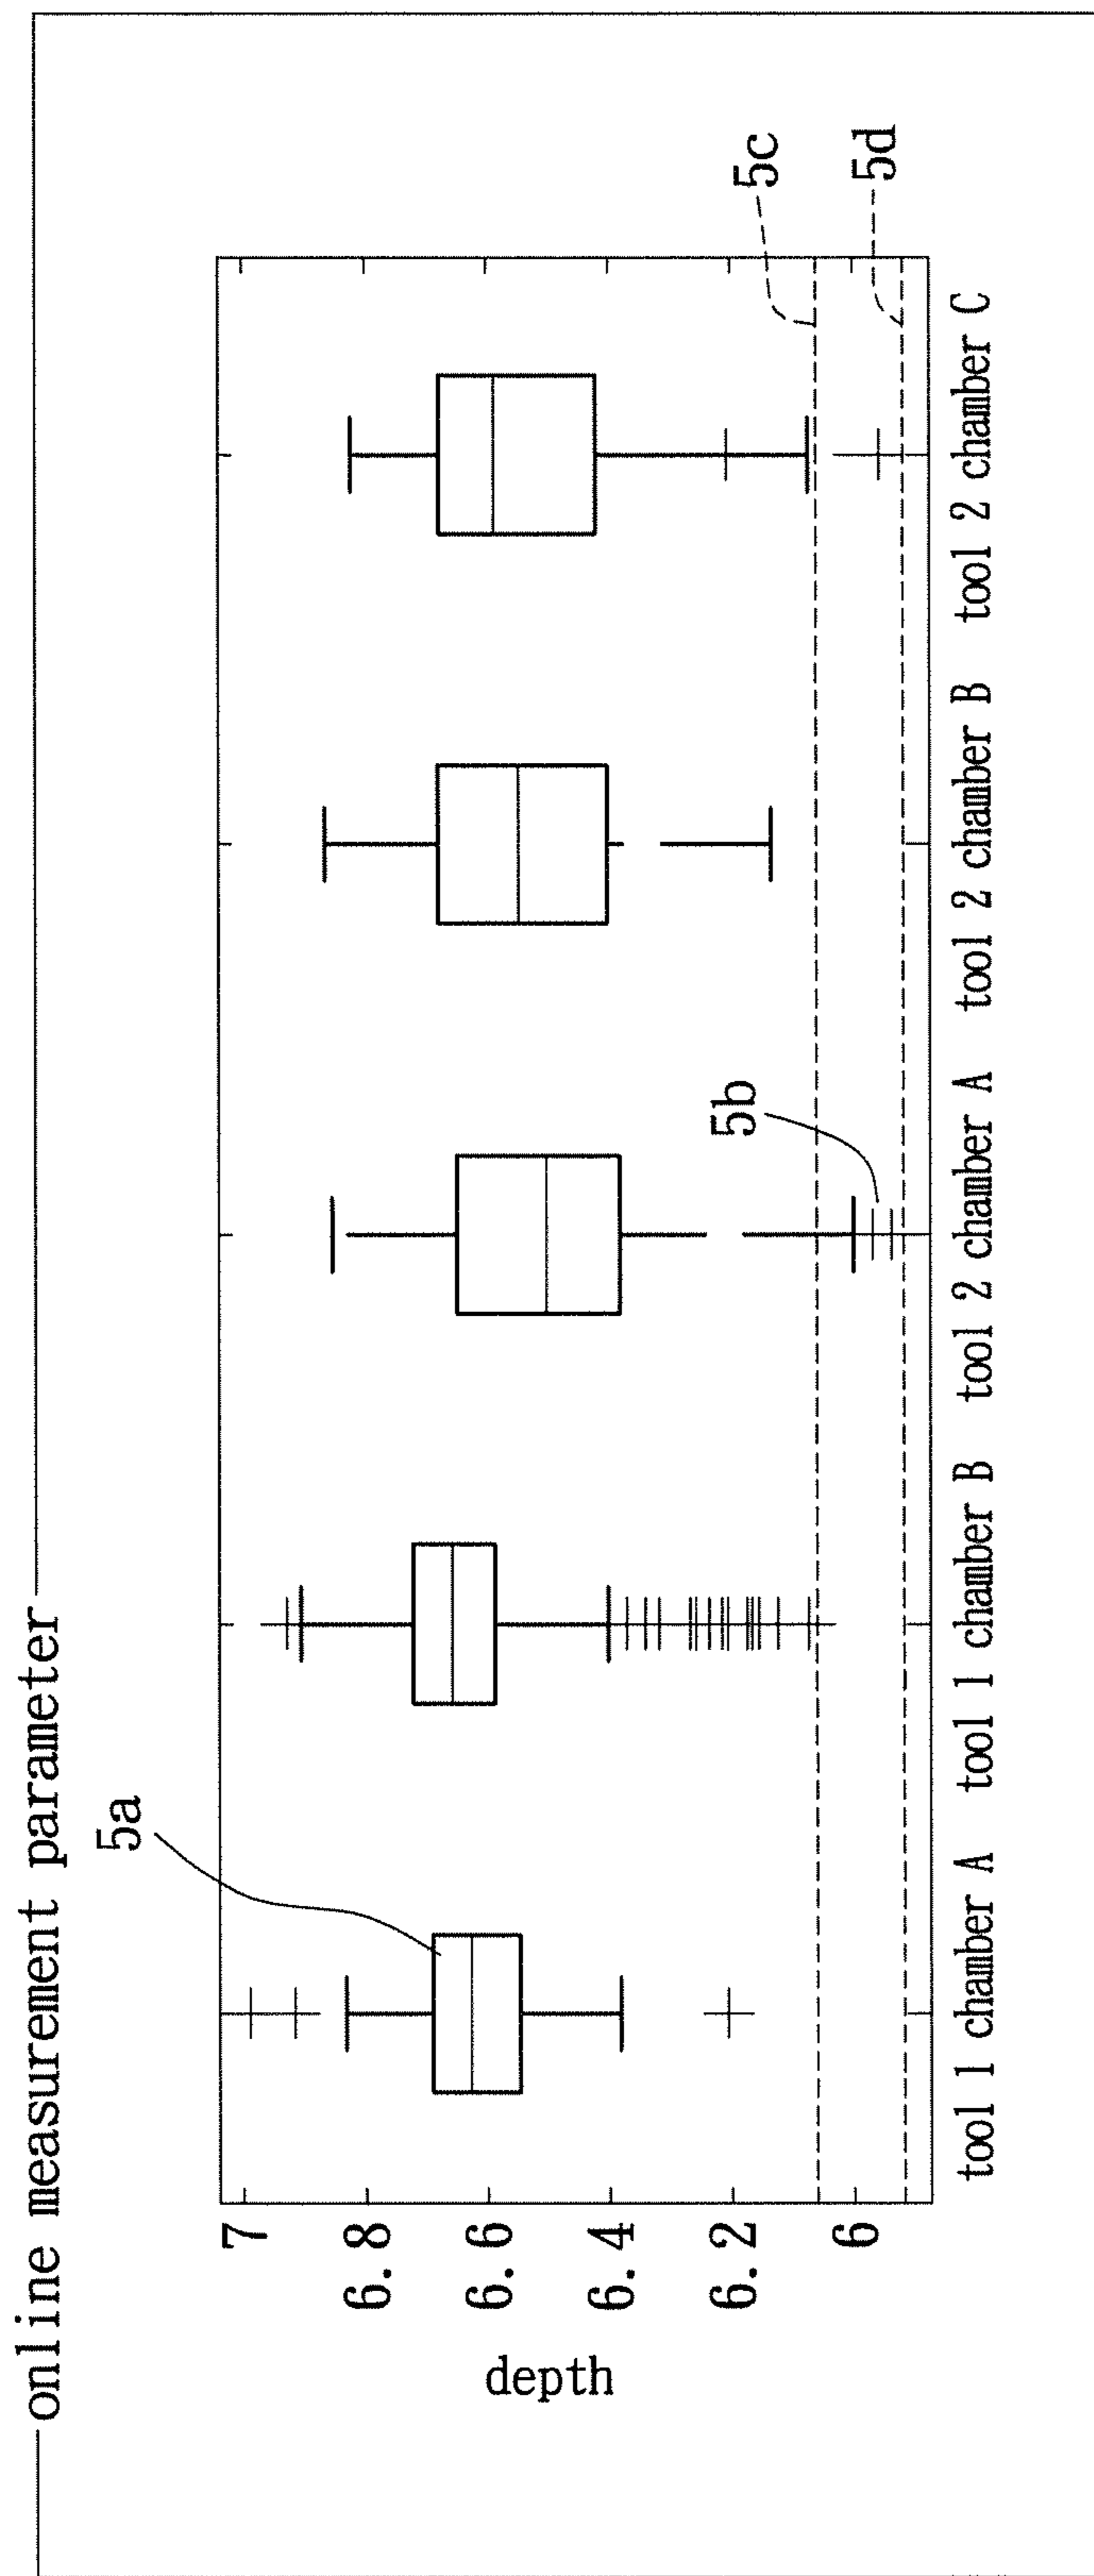 online measurement parameter
5a
5b
5c
5d
7
6.8
6.6
6.4
6.2
6
depth
tool 1 chamber A
tool 1 chamber B
tool 2 chamber A
tool 2 chamber B
tool 2 chamber C